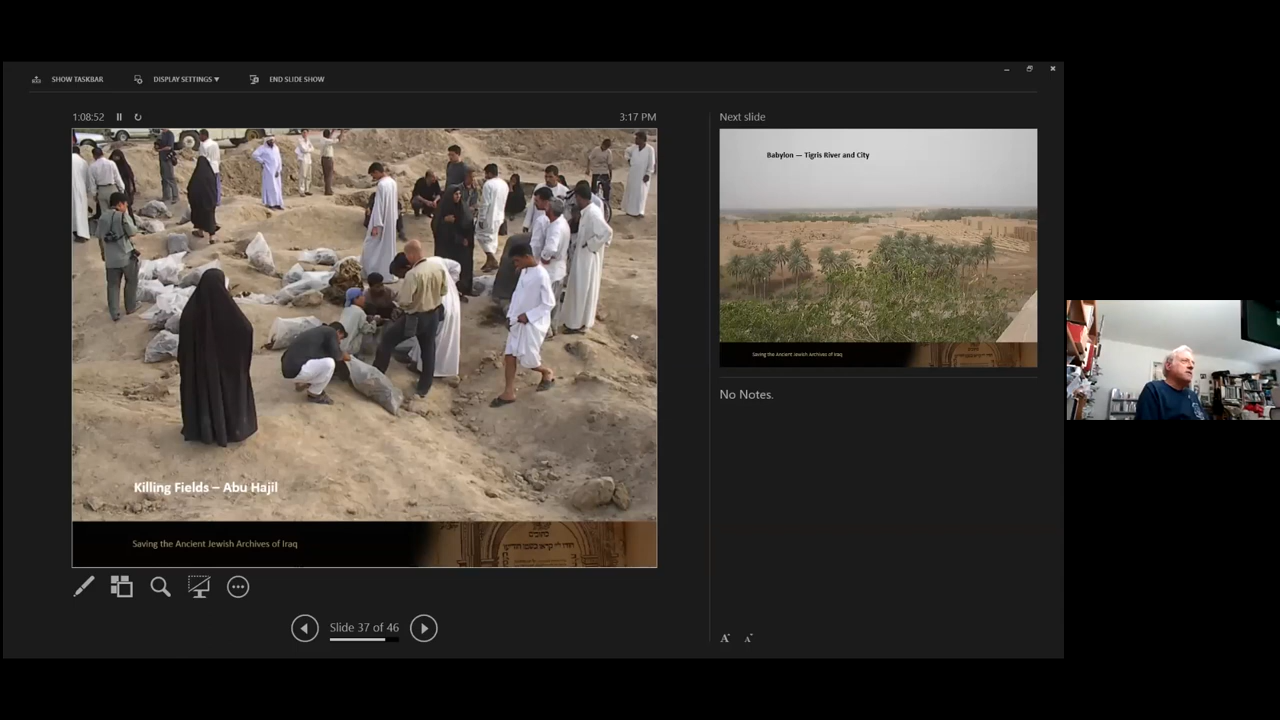 SHOW TASKBAR
DISPLAY SETTINGS ▼
END SLIDE SHOW
1:08:52
3:17 PM
Next slide
Killing Fields – Abu Hajil
Saving the Ancient Jewish Archives of Iraq
Babylon — Tigris River and City
Saving the Ancient Jewish Archives of Iraq
No Notes.
Slide 37 of 46
A
A